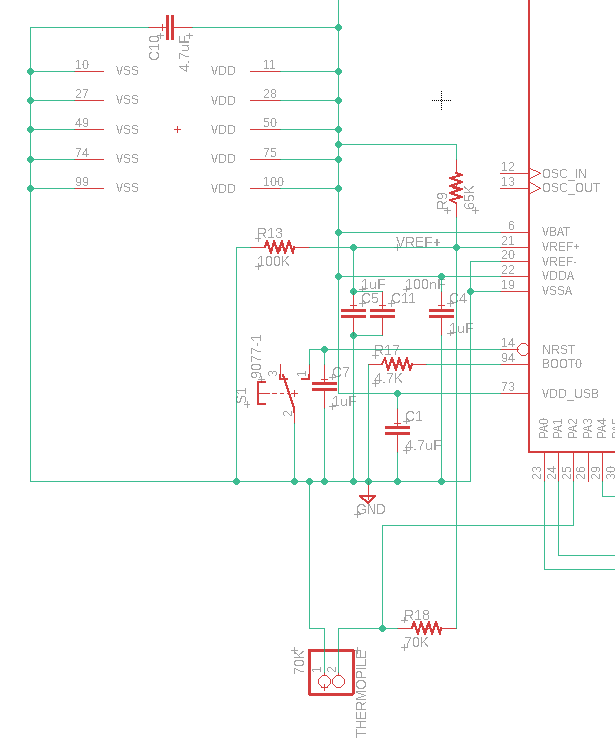 C10
4.7uF
10 VSS VDD 11
27 VSS VDD 28
49 VSS VDD 50
74 VSS VDD 75
99 VSS VDD 100
12 OSC_IN
13 OSC_OUT
R9
65K
6 VBAT
R13
100K
VREF+
21 VREF+
20 VREF-
22 VDDA
19 VSSA
1uF
C5
C11
100nF
C4
1uF
14 NRST
94 BOOT0
R17
4.7K
9077-1
S1
3
1
2
C7
1uF
73 VDD_USB
C1
4.7uF
PA0
PA1
PA2
PA3
PA4
23
24
25
26
29
30
GND
R18
70K
70K
1
2
THERMOPILE